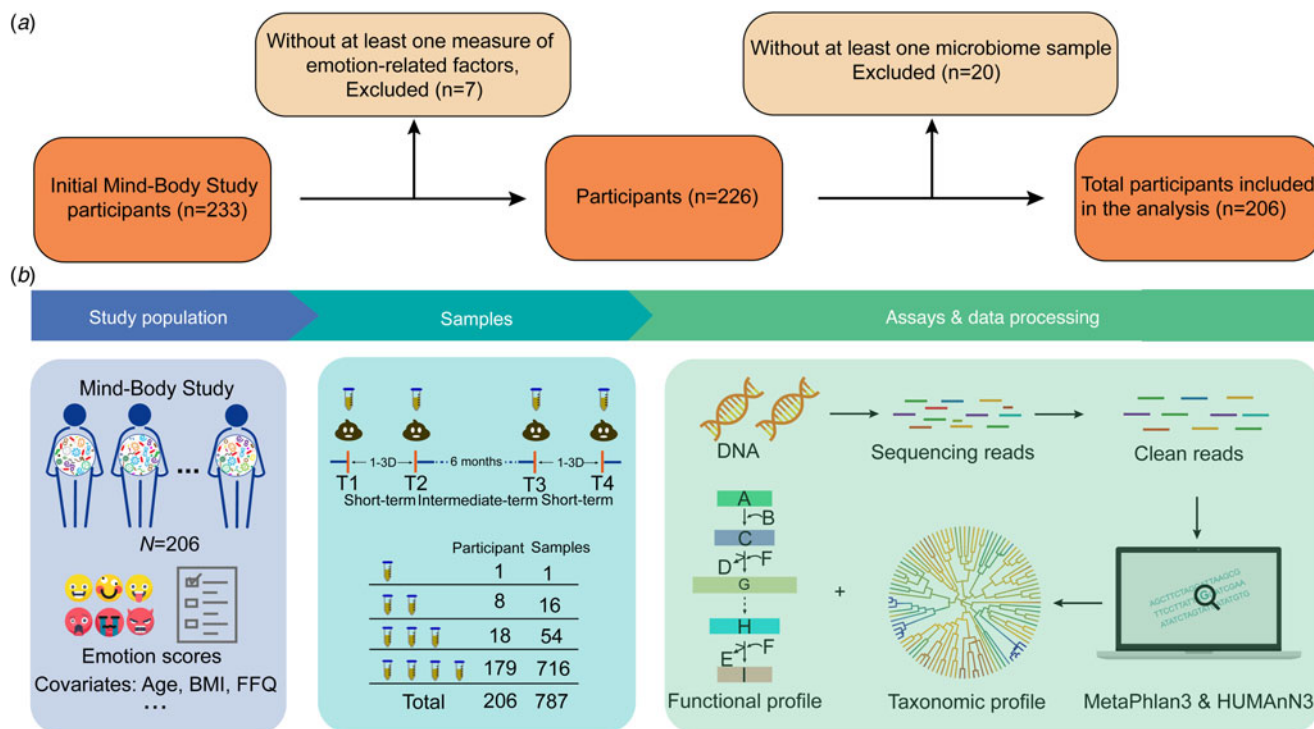 (a)
Without at least one measure of
emotion-related factors,
Excluded (n=7)
Without at least one microbiome sample
Excluded (n=20)
Initial Mind-Body Study
participants (n=233)
Participants (n=226)
Total participants included
in the analysis (n=206)
(b)
Study population
Samples
Assays & data processing
Mind-Body Study
...
N=206
Emotion scores
Covariates: Age, BMI, FFQ
...
1-3D
6 months
1-3D
T1
T2
T3
T4
Short-term
Intermediate-term
Short-term
Participant
Samples
1 1
8 16
18 54
179 716
Total 206 787
DNA
Sequencing reads
Clean reads
A
B
C
D
F
G
H
E
F
I
Functional profile
+
Taxonomic profile
G
MetaPhlan3 & HUMAnN3